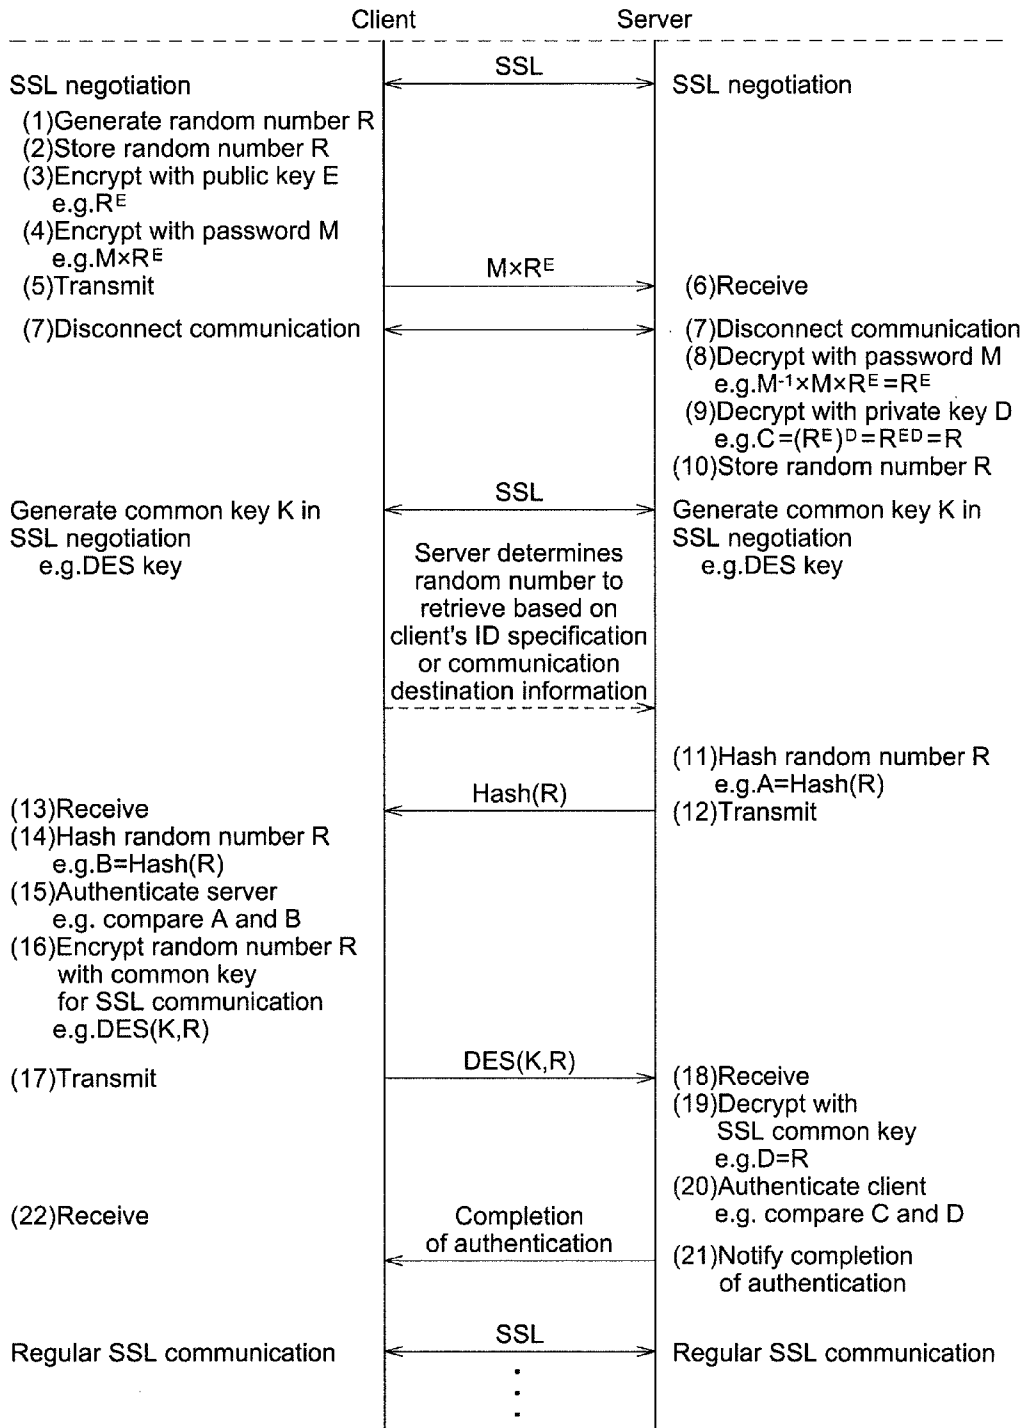 Client Server
SSL
SSL negotiation SSL negotiation
(1)Generate random number R
(2)Store random number R
(3)Encrypt with public key E
e.g.Rᴱ
(4)Encrypt with password M
e.g.M×Rᴱ
M×Rᴱ
(5)Transmit (6)Receive
(7)Disconnect communication (7)Disconnect communication
(8)Decrypt with password M
e.g.M⁻¹×M×Rᴱ=Rᴱ
(9)Decrypt with private key D
e.g.C=(Rᴱ)ᴰ=Rᴱᴰ=R
(10)Store random number R
SSL
Generate common key K in Generate common key K in
SSL negotiation SSL negotiation
e.g.DES key e.g.DES key
Server determines
random number to
retrieve based on
client's ID specification
or communication
destination information
(11)Hash random number R
e.g.A=Hash(R)
Hash(R)
(13)Receive (12)Transmit
(14)Hash random number R
e.g.B=Hash(R)
(15)Authenticate server
e.g. compare A and B
(16)Encrypt random number R
with common key
for SSL communication
e.g.DES(K,R)
DES(K,R)
(17)Transmit (18)Receive
(19)Decrypt with
SSL common key
e.g.D=R
(20)Authenticate client
e.g. compare C and D
(22)Receive
Completion
of authentication
(21)Notify completion
of authentication
SSL
Regular SSL communication Regular SSL communication